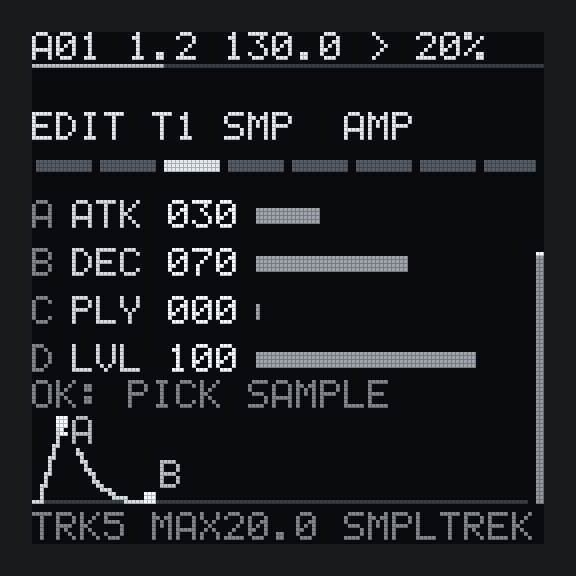 A01 1.2 130.0 > 20%
EDIT T1 SMP AMP
A ATK 030
B DEC 070
C PLY 000
D LVL 100
OK: PICK SAMPLE
A
B
TRK5 MAX20.0 SMPLTREK